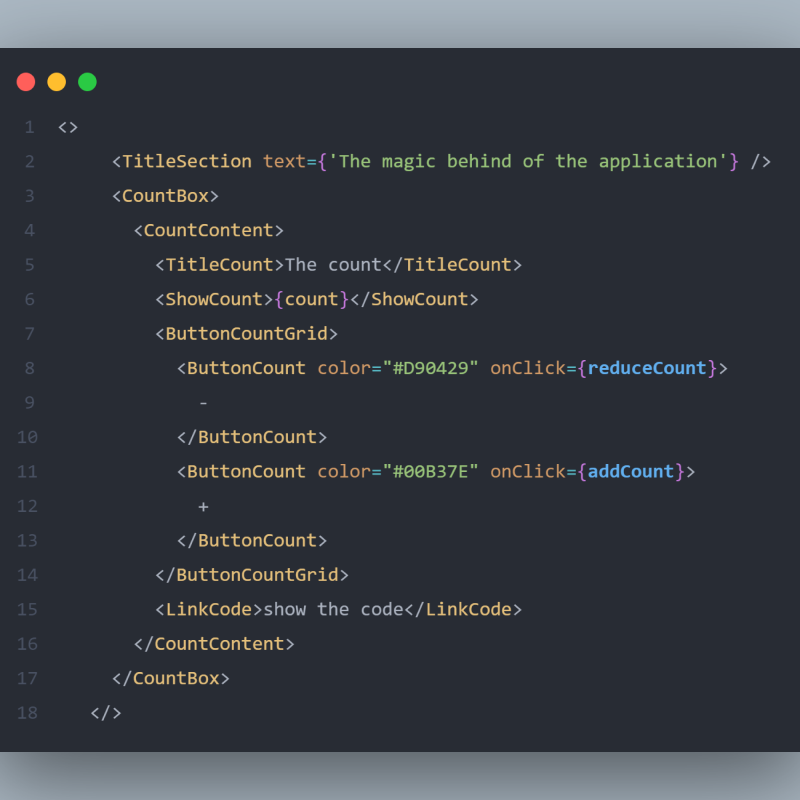 1 <>
2 <TitleSection text={'The magic behind of the application'} />
3 <CountBox>
4 <CountContent>
5 <TitleCount>The count</TitleCount>
6 <ShowCount>{count}</ShowCount>
7 <ButtonCountGrid>
8 <ButtonCount color="#D90429" onClick={reduceCount}>
9 -
10 </ButtonCount>
11 <ButtonCount color="#00B37E" onClick={addCount}>
12 +
13 </ButtonCount>
14 </ButtonCountGrid>
15 <LinkCode>show the code</LinkCode>
16 </CountContent>
17 </CountBox>
18 </>